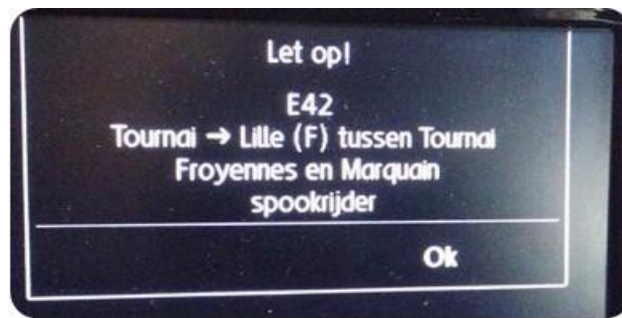 Let op!
E42
Tournai → Lille (F) tussen Tournai
Froyennes en Marquain
spookrijder
Ok